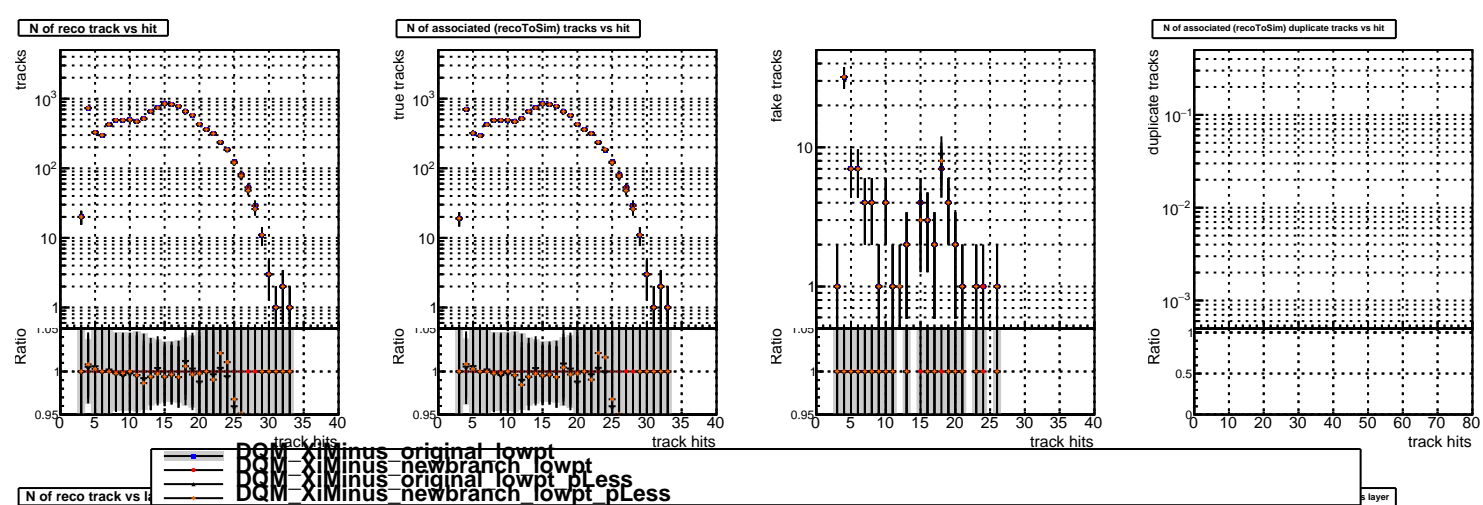 N of reco track vs hit
N of associated (recoToSim) tracks vs hit
N of associated (recoToSim) duplicate tracks vs hit
tracks
10³
10²
10
1
Ratio
1.05
1
0.95
0 5 10 15 20 25 30 35 40
track hits
true tracks
10³
10²
10
1
Ratio
1.05
1
0.95
0 5 10 15 20 25 30 35 40
track hits
fake tracks
10
1
Ratio
1.05
1
0.95
0 5 10 15 20 25 30 35 40
track hits
duplicate tracks
10⁻¹
10⁻²
10⁻³
Ratio
1
0.5
0
0 10 20 30 40 50 60 70 80
track hits
DQM_XiMinus_original_lowpt
DQM_XiMinus_newbranch_lowpt
DQM_XiMinus_original_lowpt_pLess
DQM_XiMinus_newbranch_lowpt_pLess
N of reco track vs la
s layer